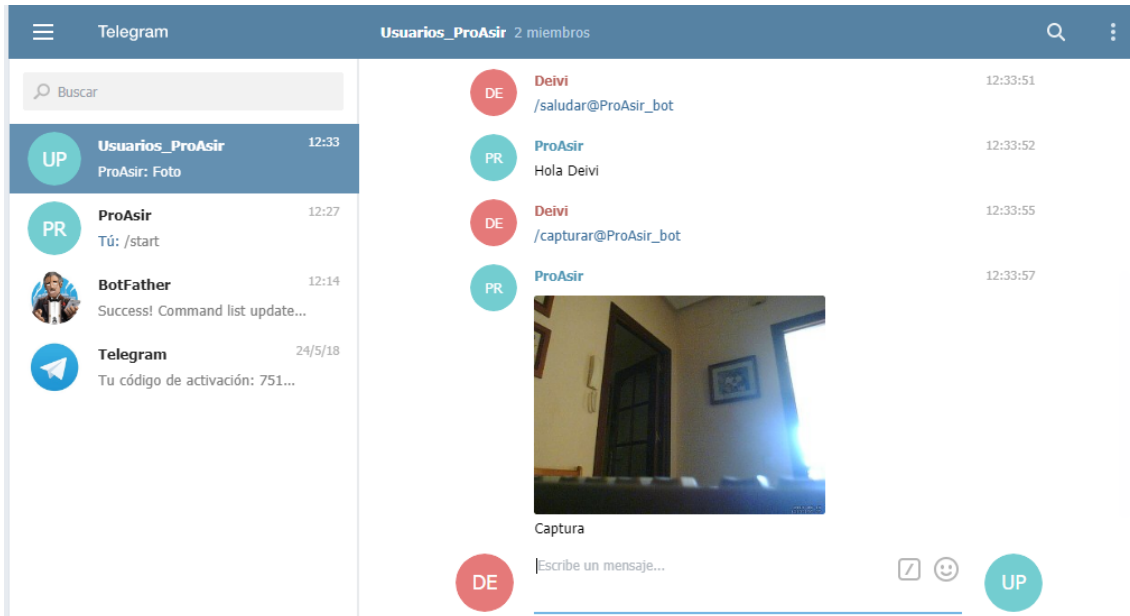 Telegram
Usuarios_ProAsir 2 miembros
Buscar
UP
Usuarios_ProAsir 12:33
ProAsir: Foto
PR
ProAsir 12:27
Tú: /start
BotFather 12:14
Success! Command list update...
Telegram 24/5/18
Tu código de activación: 751...
DE
Deivi 12:33:51
/saludar@ProAsir_bot
PR
ProAsir 12:33:52
Hola Deivi
DE
Deivi 12:33:55
/capturar@ProAsir_bot
PR
ProAsir 12:33:57
Captura
DE
Escribe un mensaje...
UP